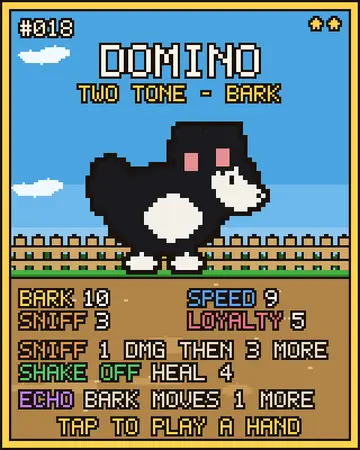 #018
DOMINO
TWO TONE - BARK
BARK 10 SPEED 9
SNIFF 3 LOYALTY 5
SNIFF 1 DMG THEN 3 MORE
SHAKE OFF HEAL 4
ECHO BARK MOVES 1 MORE
TAP TO PLAY A HAND